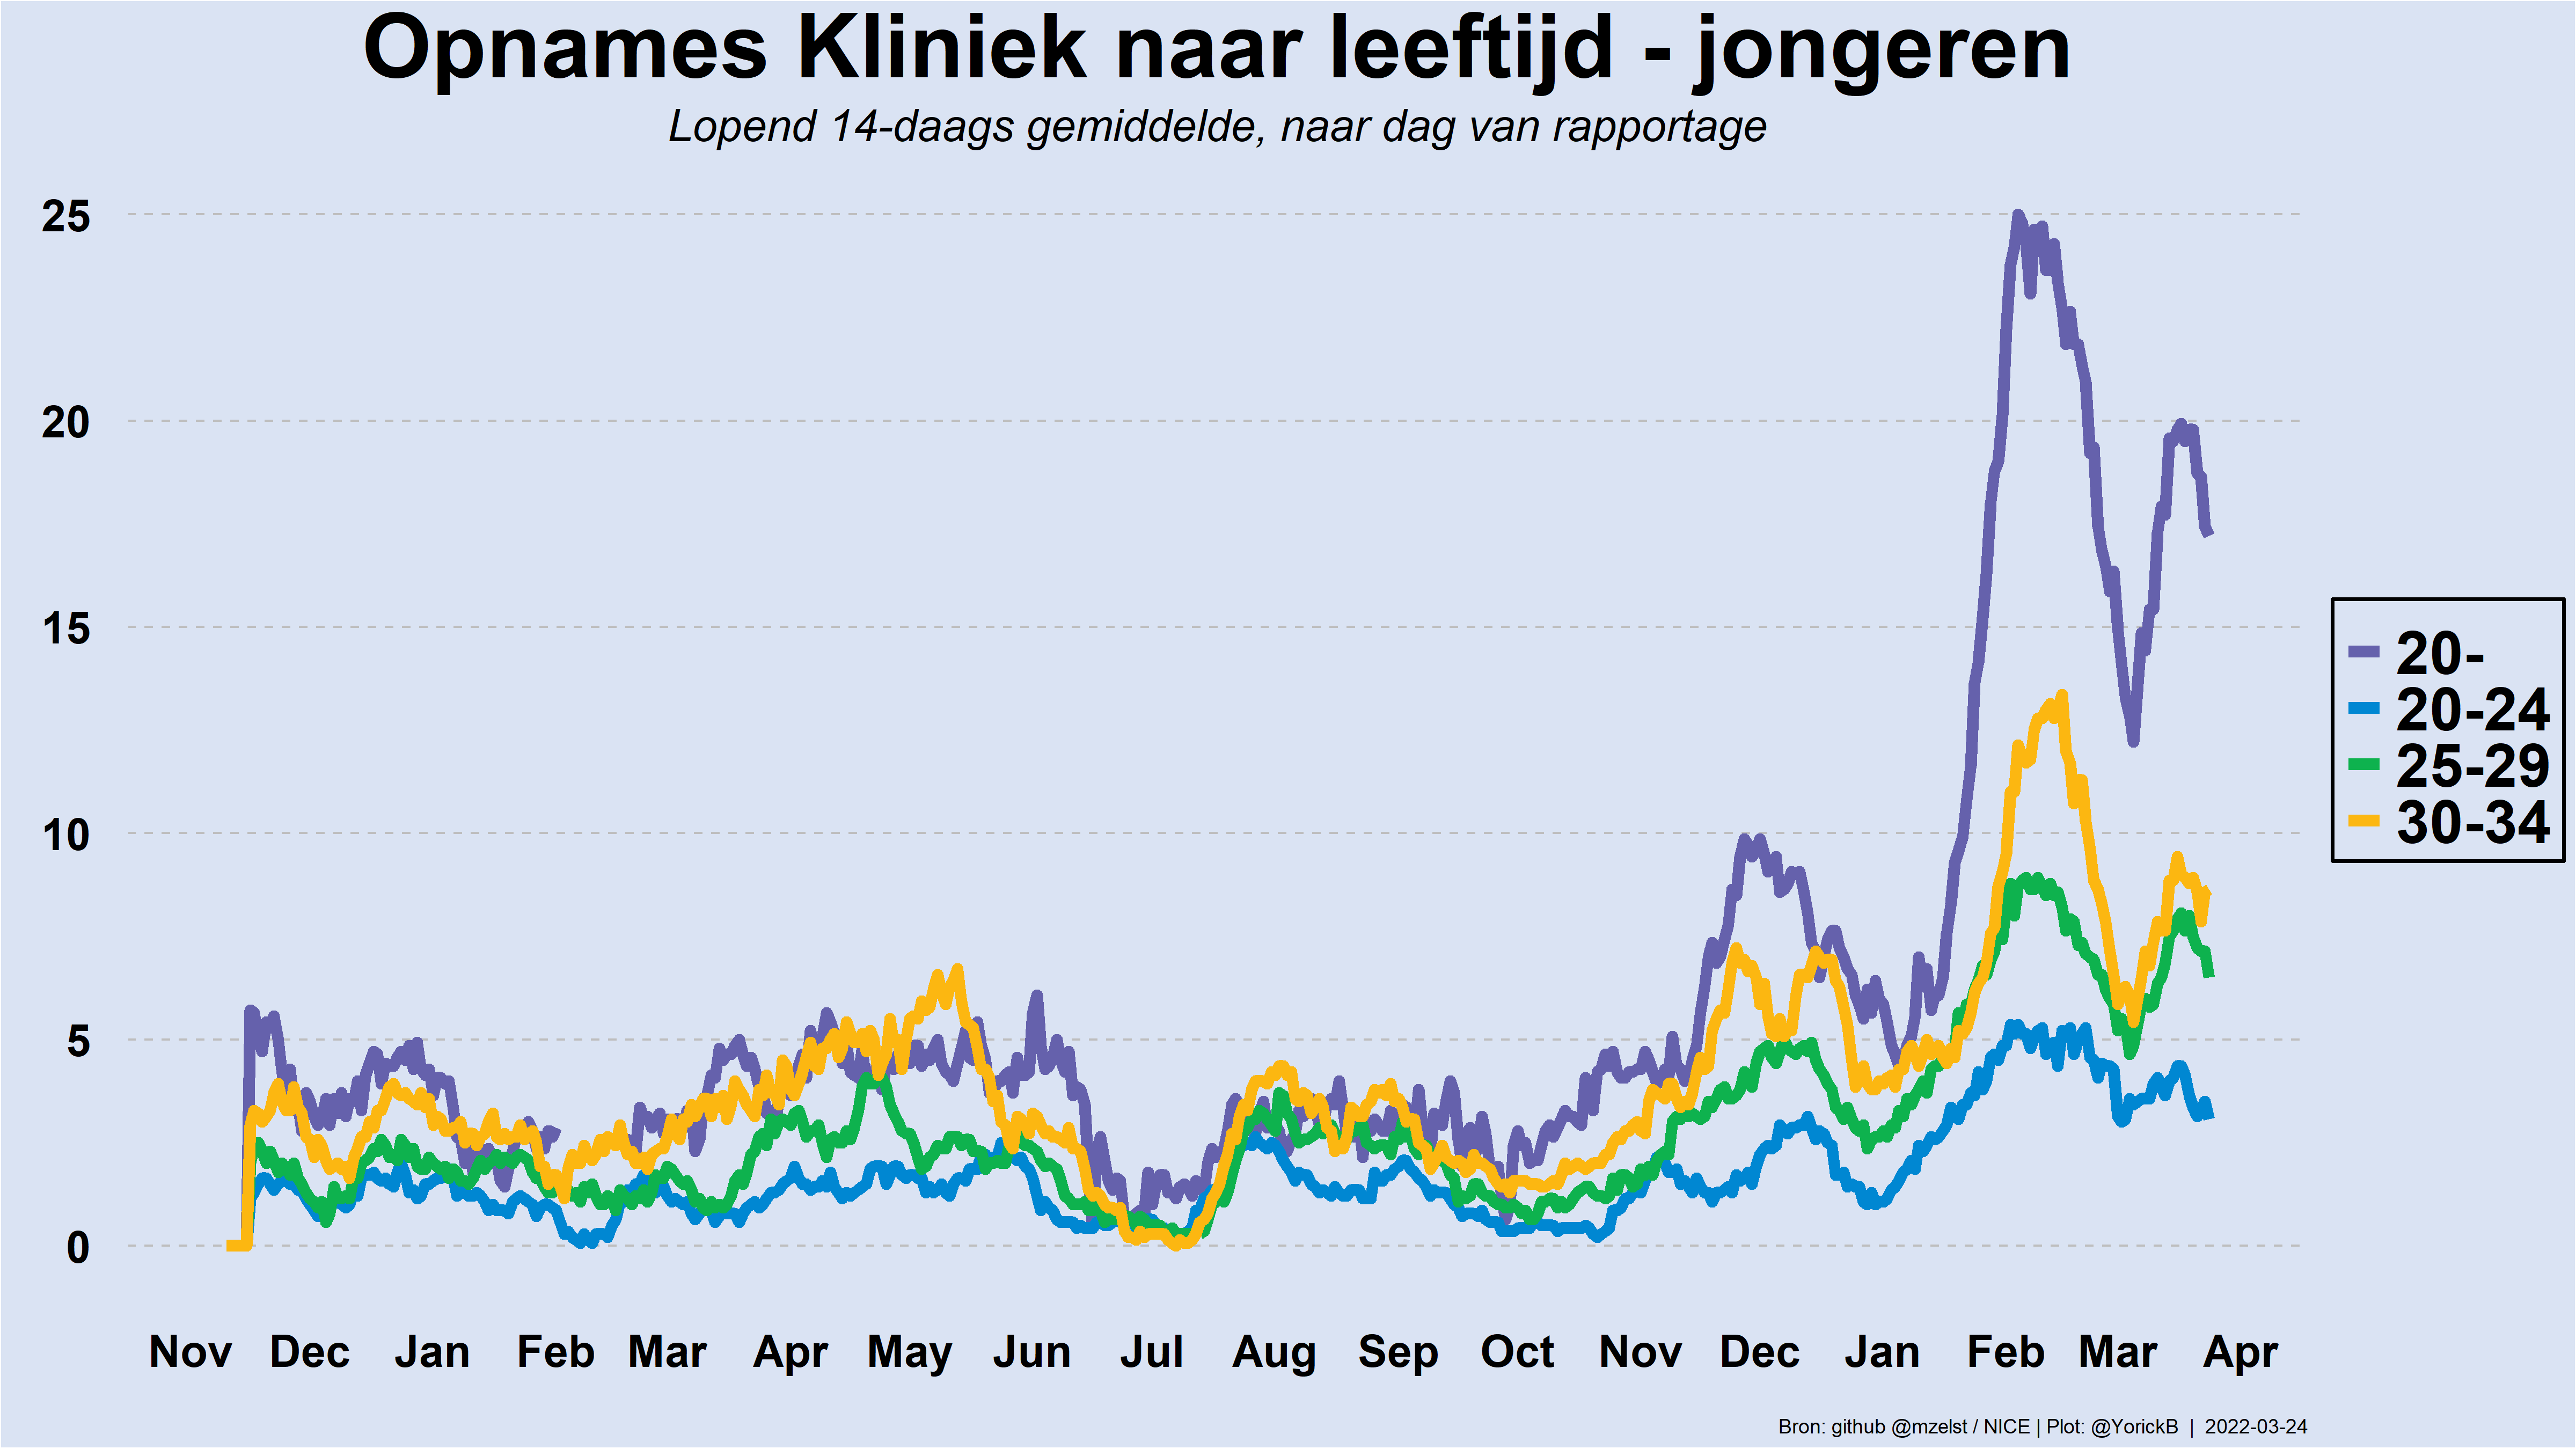 Opnames Kliniek naar leeftijd - jongeren
Lopend 14-daags gemiddelde, naar dag van rapportage
25
20
15
10
5
0
20-
20-24
25-29
30-34
Nov Dec Jan Feb Mar Apr May Jun Jul Aug Sep Oct Nov Dec Jan Feb Mar Apr
Bron: github @mzelst / NICE | Plot: @YorickB | 2022-03-24